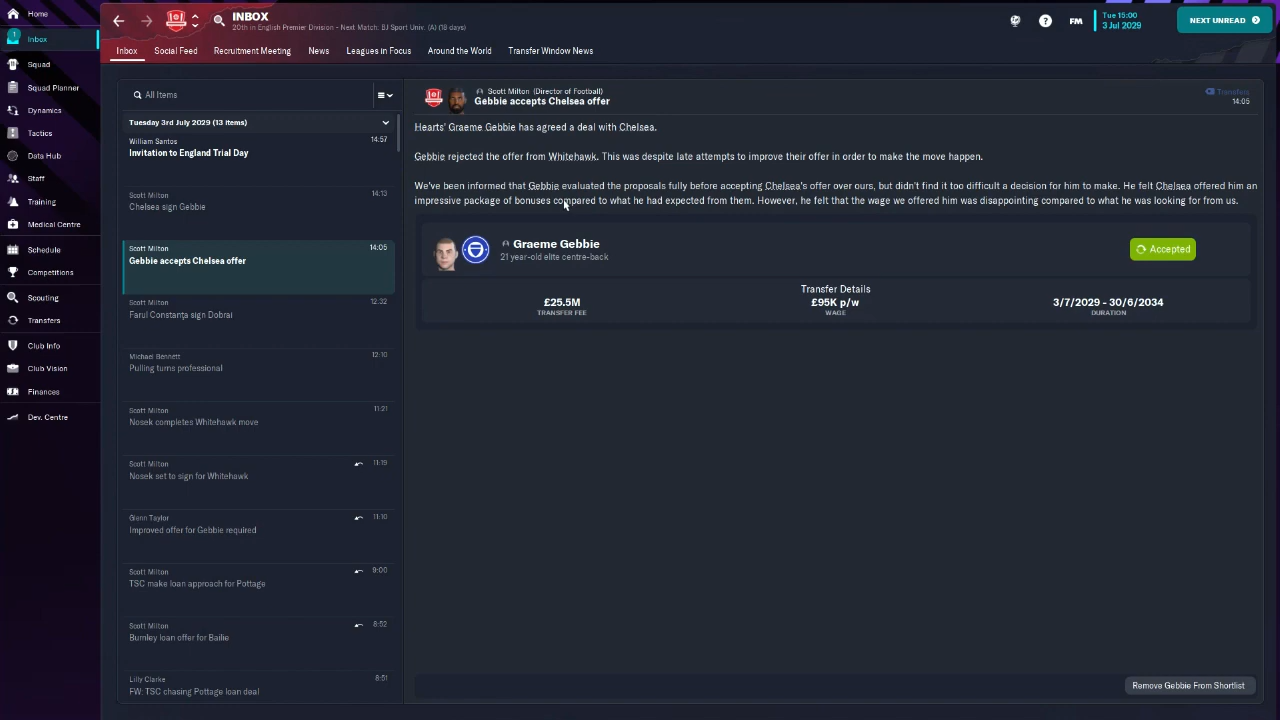 Home
INBOX
20th in English Premier Division - Next Match: BJ Sport Univ. (A) (18 days)
FM
Tue 15:00
3 Jul 2029
NEXT UNREAD
1
Inbox
Squad
Squad Planner
Dynamics
Tactics
Data Hub
Staff
Training
Medical Centre
Schedule
Competitions
Scouting
Transfers
Club Info
Club Vision
Finances
Dev. Centre
Inbox
Social Feed
Recruitment Meeting
News
Leagues in Focus
Around the World
Transfer Window News
All Items
Tuesday 3rd July 2029 (13 items)
William Santos
14:57
Invitation to England Trial Day
Scott Milton
14:13
Chelsea sign Gebbie
Scott Milton
14:05
Gebbie accepts Chelsea offer
Scott Milton
12:32
Farul Constanța sign Dobrai
Michael Bennett
12:10
Pulling turns professional
Scott Milton
11:21
Nosek completes Whitehawk move
Scott Milton
11:19
Nosek set to sign for Whitehawk
Glenn Taylor
11:10
Improved offer for Gebbie required
Scott Milton
9:00
TSC make loan approach for Pottage
Scott Milton
8:52
Burnley loan offer for Bailie
Lilly Clarke
8:51
FW: TSC chasing Pottage loan deal
Scott Milton (Director of Football)
Gebbie accepts Chelsea offer
Transfers
14:05
Hearts' Graeme Gebbie has agreed a deal with Chelsea.
Gebbie rejected the offer from Whitehawk. This was despite late attempts to improve their offer in order to make the move happen.
We've been informed that Gebbie evaluated the proposals fully before accepting Chelsea's offer over ours, but didn't find it too difficult a decision for him to make. He felt Chelsea offered him an
impressive package of bonuses compared to what he had expected from them. However, he felt that the wage we offered him was disappointing compared to what he was looking for from us.
Graeme Gebbie
21 year-old elite centre-back
Accepted
Transfer Details
£25.5M
TRANSFER FEE
£95K p/w
WAGE
3/7/2029 - 30/6/2034
DURATION
Remove Gebbie From Shortlist